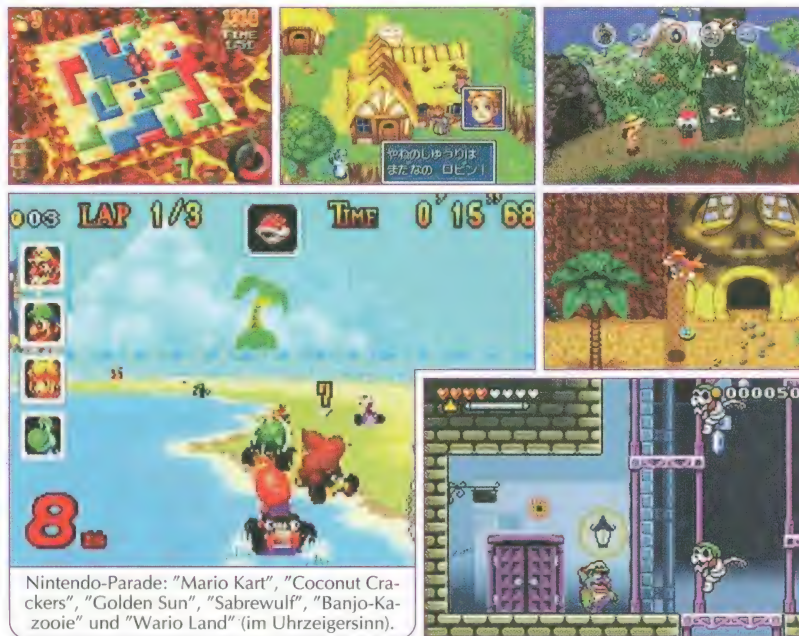 TIME
やねのしゅうりは
まだなの ロビン!
003 LAP 1/3 TIME 0'15"68
8
000050
Nintendo-Parade: "Mario Kart", "Coconut Cra-
ckers", "Golden Sun", "Sabrewulf", "Banjo-Ka-
zooie" und "Wario Land" (im Uhrzeigersinn).